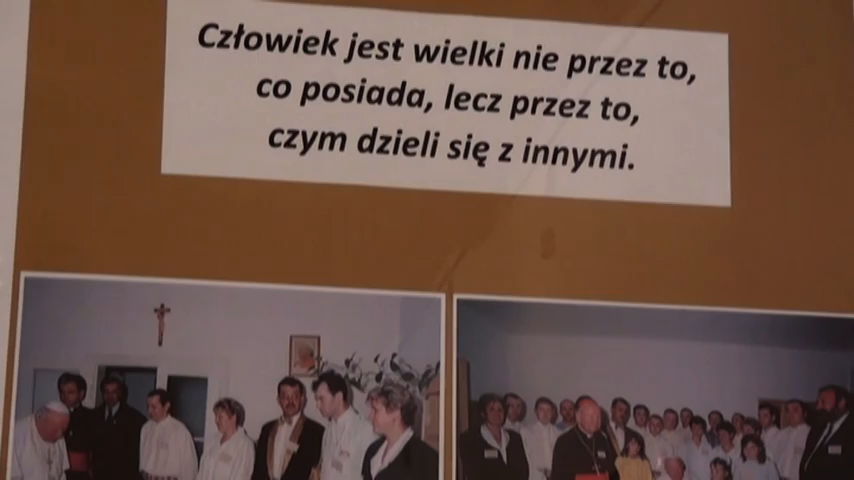 Człowiek jest wielki nie przez to,
co posiada, lecz przez to,
czym dzieli się z innymi.